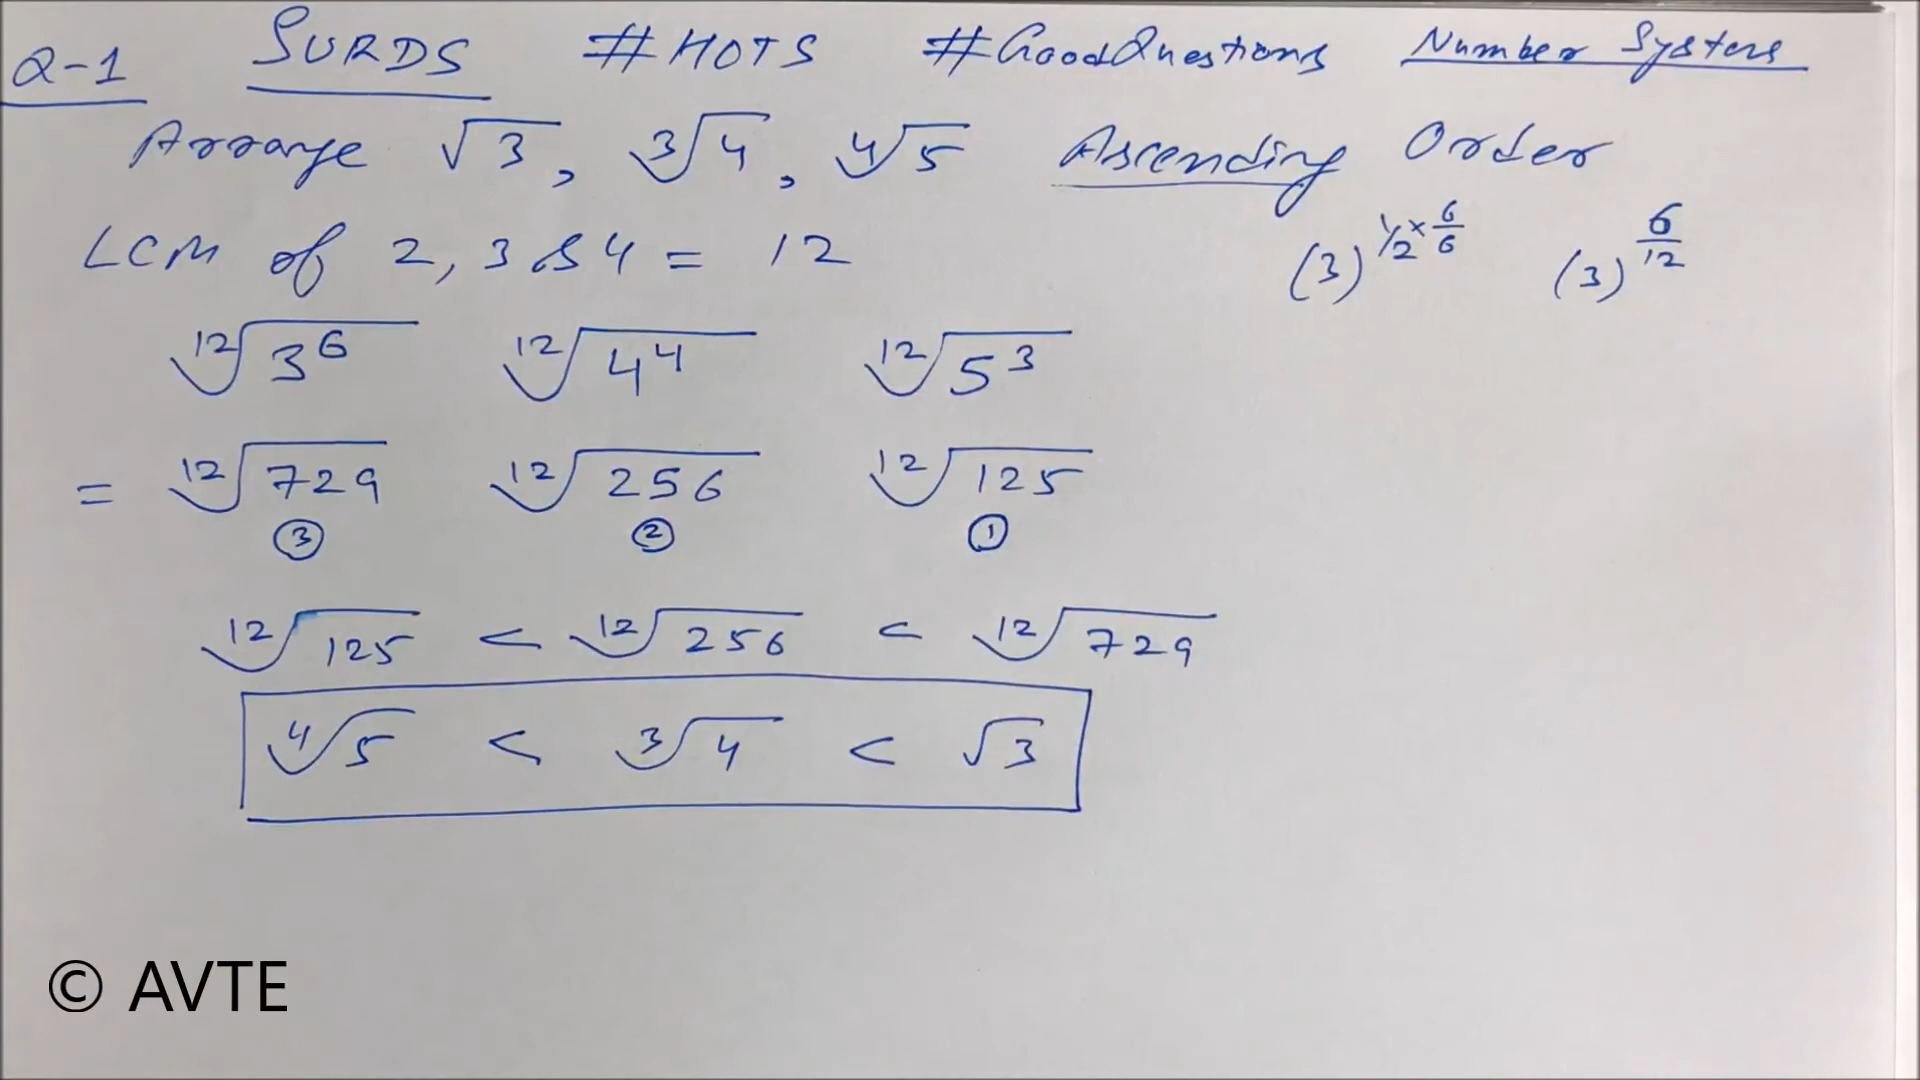 Q-1 SURDS #HOTS #GoodQuestions Number System
Arrange √3, ∛4, ∜5 Ascending Order
LCM of 2, 3 & 4 = 12 (3)^(1/2 × 6/6) (3)^(6/12)
¹²√3⁶ ¹²√4⁴ ¹²√5³
= ¹²√729 ¹²√256 ¹²√125
③ ② ①
¹²√125 < ¹²√256 < ¹²√729
∜5 < ∛4 < √3
© AVTE